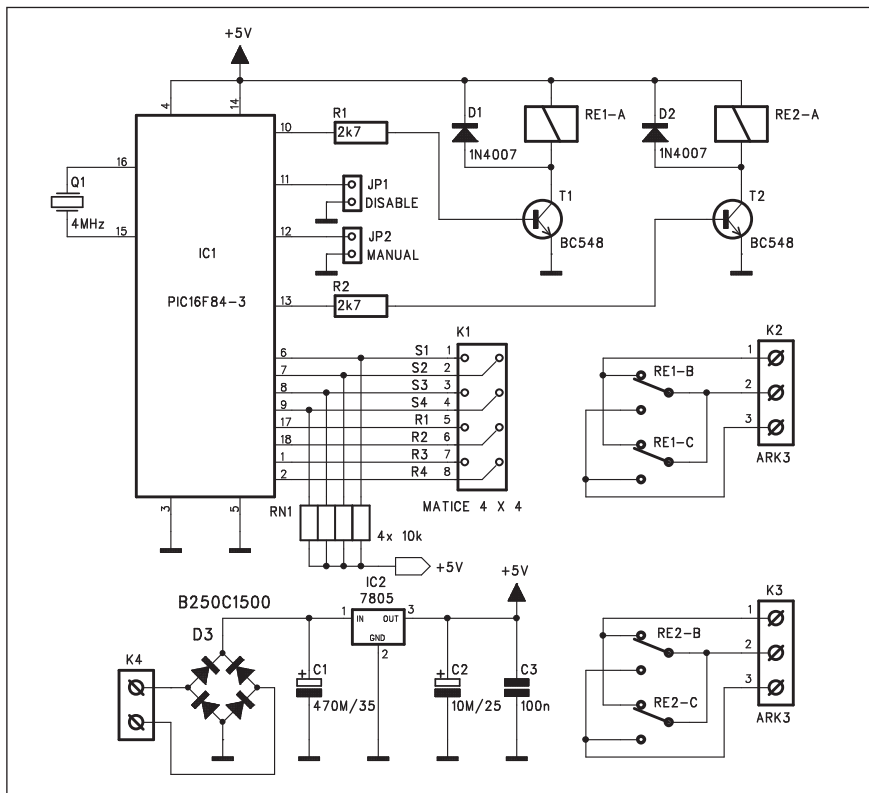 +5V
4
14
10
R1
2k7
D1
1N4007
RE1-A
D2
1N4007
RE2-A
16
Q1
4MHz
15
11
JP1
DISABLE
12
JP2
MANUAL
IC1
PIC16F84-3
T1
BC548
T2
BC548
13
R2
2k7
K1
6
S1
1
7
S2
2
8
S3
3
9
S4
4
17
R1
5
18
R2
6
1
R3
7
2
R4
8
MATICE 4 X 4
3
5
RN1
4x 10k
+5V
K2
1
RE1-B
2
3
RE1-C
ARK3
B250C1500
D3
K4
IC2
7805
1
IN
OUT
3
GND
2
+5V
+
C1
470M/35
+
C2
10M/25
C3
100n
K3
1
RE2-B
2
3
RE2-C
ARK3